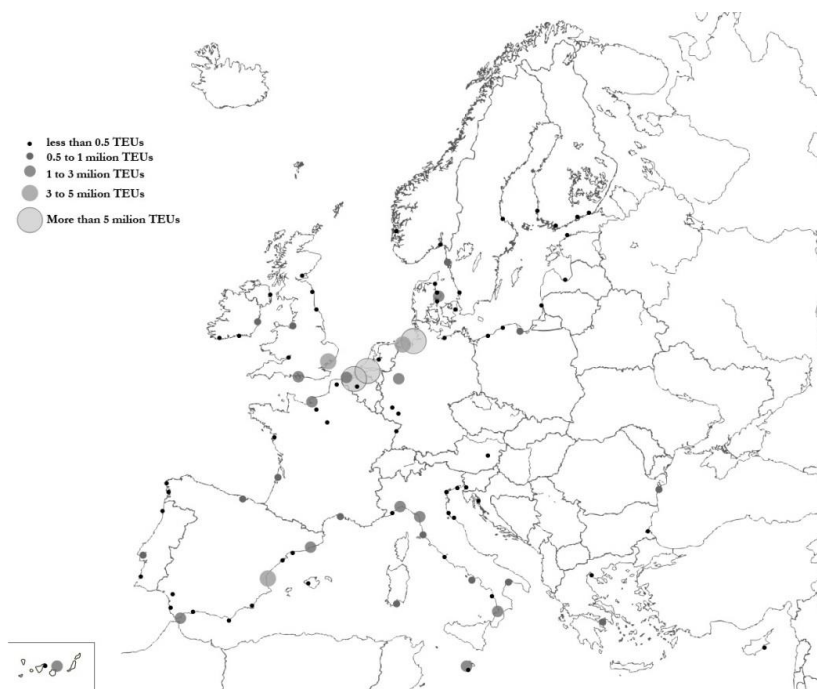 less than 0.5 TEUs
0.5 to 1 milion TEUs
1 to 3 milion TEUs
3 to 5 milion TEUs
More than 5 milion TEUs